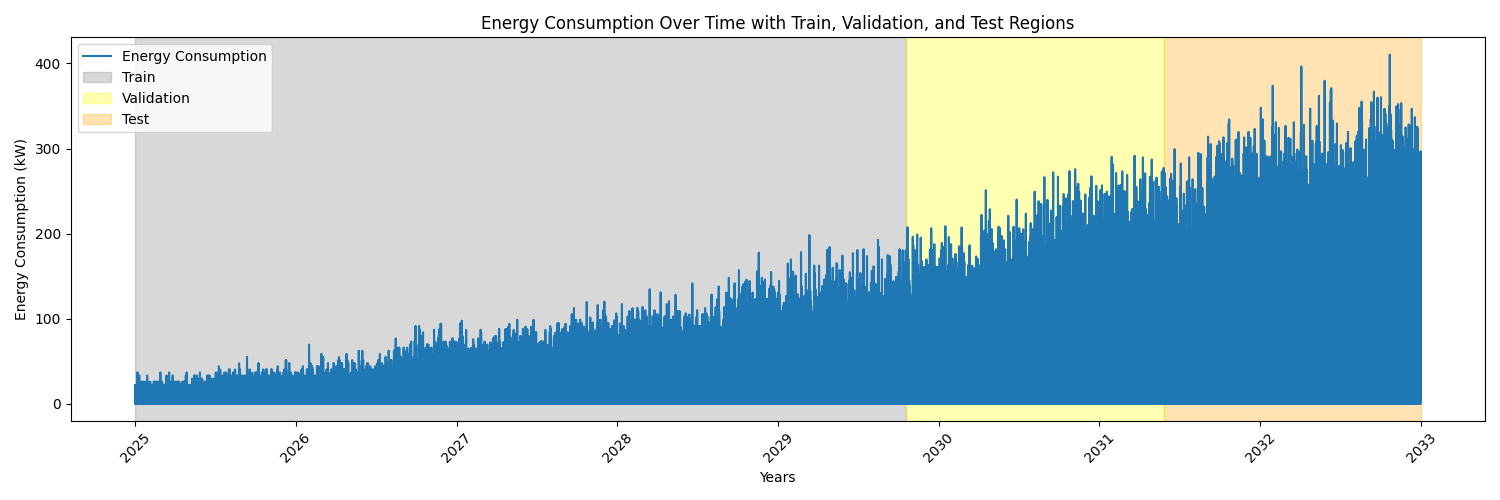 Energy Consumption Over Time with Train, Validation, and Test Regions
Energy Consumption
Train
Validation
Test
Energy Consumption (kW)
400
300
200
100
0
2025
2026
2027
2028
2029
2030
2031
2032
2033
Years